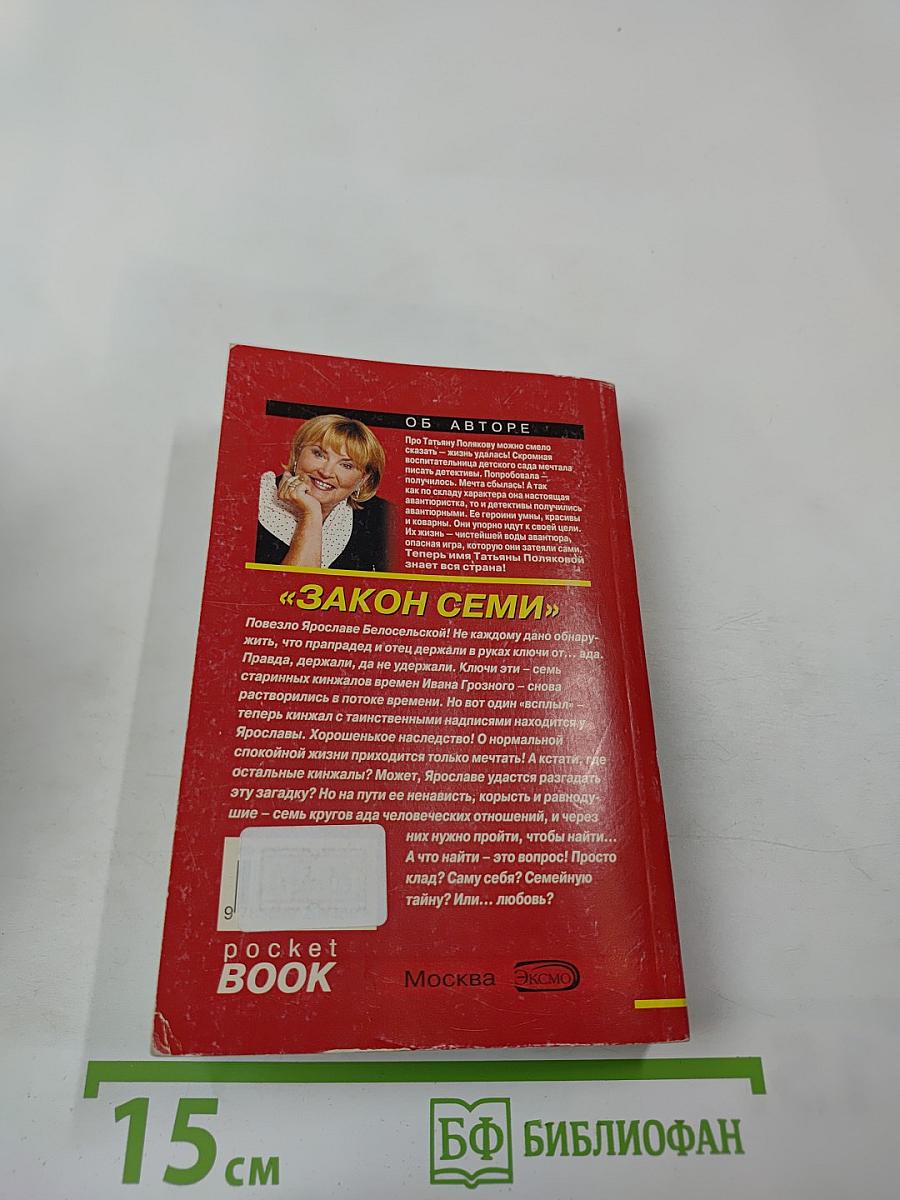 ОБ АВТОРЕ
Про Татьяну Полякову можно смело
сказать – жизнь удалась! Скромная
воспитательница детского сада мечтала
писать детективы. Попробовала –
получилось. Мечта сбылась! А так
как по складу характера она настоящая
авантюристка, то и детективы получились
авантюрными. Ее героини умны, красивы
и коварны. Они упорно идут к своей цели.
Их жизнь – чистейшей воды авантюра,
опасная игра, которую они затеяли сами.
Теперь имя Татьяны Поляковой
знает вся страна!
«ЗАКОН СЕМИ»
Повезло Ярославе Белосельской! Не каждому дано обнару-
жить, что прапрадед и отец держали в руках ключи от... ада.
Правда, держали, да не удержали. Ключи эти – семь
старинных кинжалов времен Ивана Грозного – снова
растворились в потоке времени. Но вот один «всплыл» –
теперь кинжал с таинственными надписями находится у
Ярославы. Хорошенькое наследство! О нормальной
спокойной жизни приходится только мечтать! А кстати, где
остальные кинжалы? Может, Ярославе удастся разгадать
эту загадку? Но на пути ее ненависть, корысть и равноду-
шие – семь кругов ада человеческих отношений, и через
них нужно пройти, чтобы найти...
А что найти – это вопрос! Просто
клад? Саму себя? Семейную
тайну? Или... любовь?
9
pocket
BOOK
Москва ЭКСМО
15 см
БФ БИБЛИОФАН